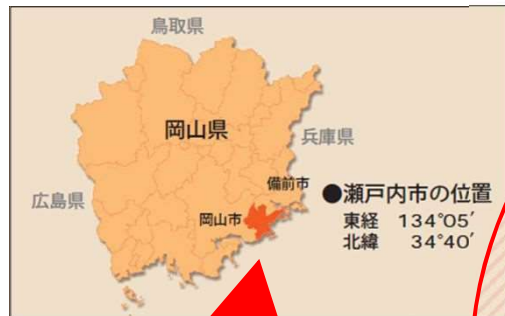 鳥取県
岡山県
兵庫県
備前市
広島県
岡山市
●瀬戸内市の位置
東経 134°05′
北緯 34°40′